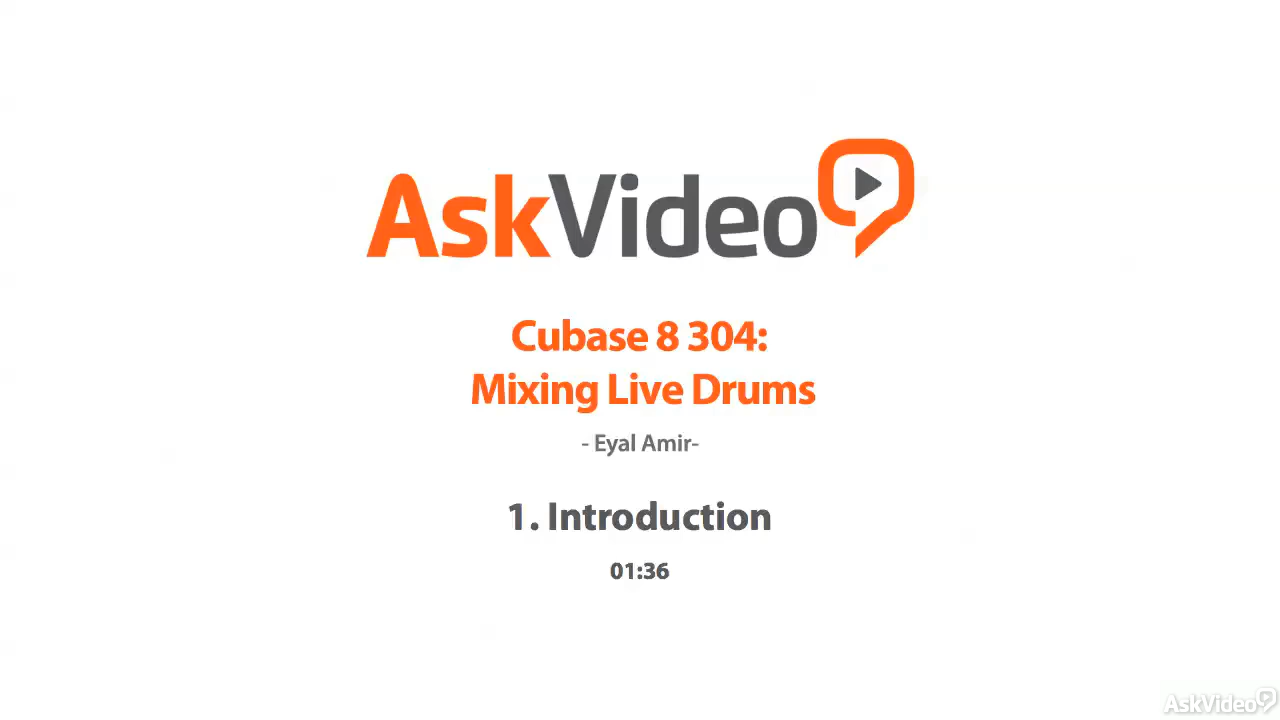 AskVideo
Cubase 8 304:
Mixing Live Drums
- Eyal Amir-
1. Introduction
01:36
AskVideo